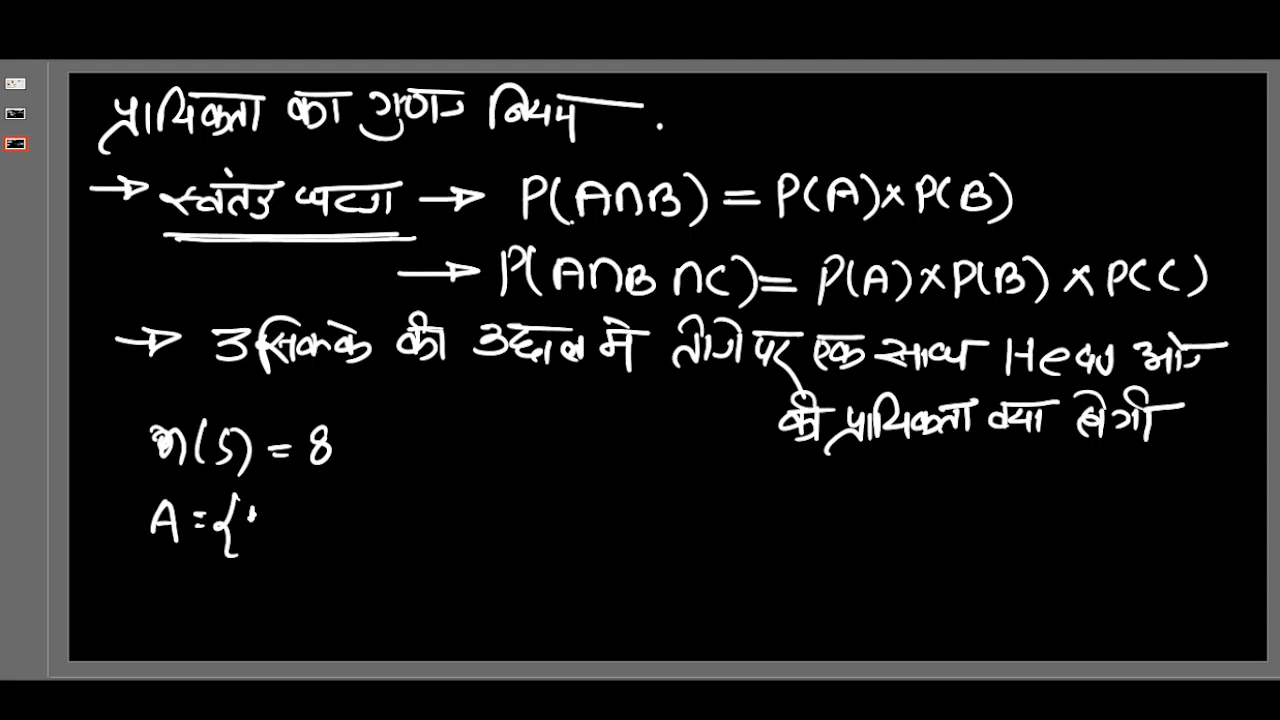 प्रायिकता का गुणन नियम .
→ स्वतंत्र घटना → P(A∩B) = P(A)×P(B)
→ P(A∩B∩C) = P(A)×P(B)×P(C)
→ 3 सिक्के की उछाल मे तीनो पर एक साथ Head आने
की प्रायिकता क्या होगी
n(S) = 8
A = {